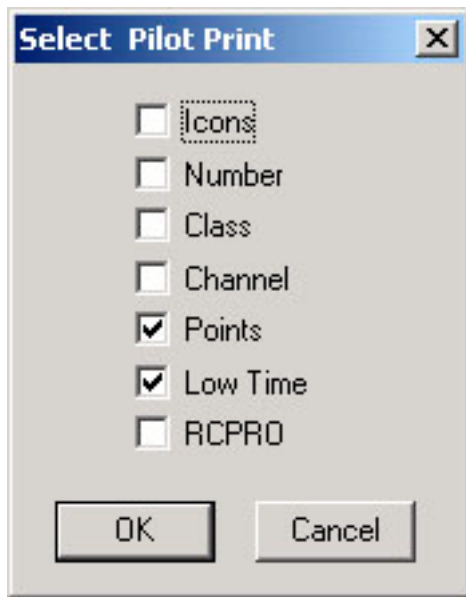 Select Pilot Print
Icons
Number
Class
Channel
Points
Low Time
RCPRO
OK Cancel